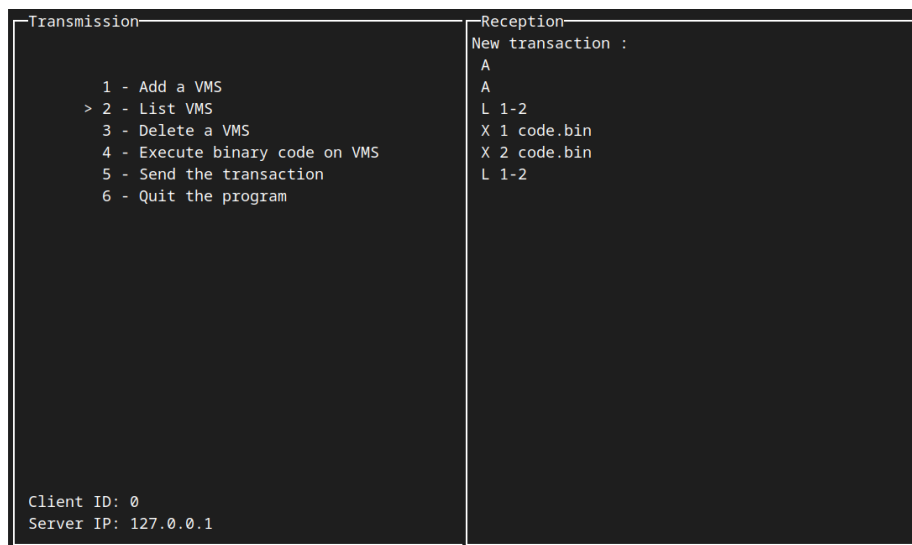 Transmission
1 - Add a VMS
> 2 - List VMS
3 - Delete a VMS
4 - Execute binary code on VMS
5 - Send the transaction
6 - Quit the program
Client ID: 0
Server IP: 127.0.0.1
Reception
New transaction :
A
A
L 1-2
X 1 code.bin
X 2 code.bin
L 1-2